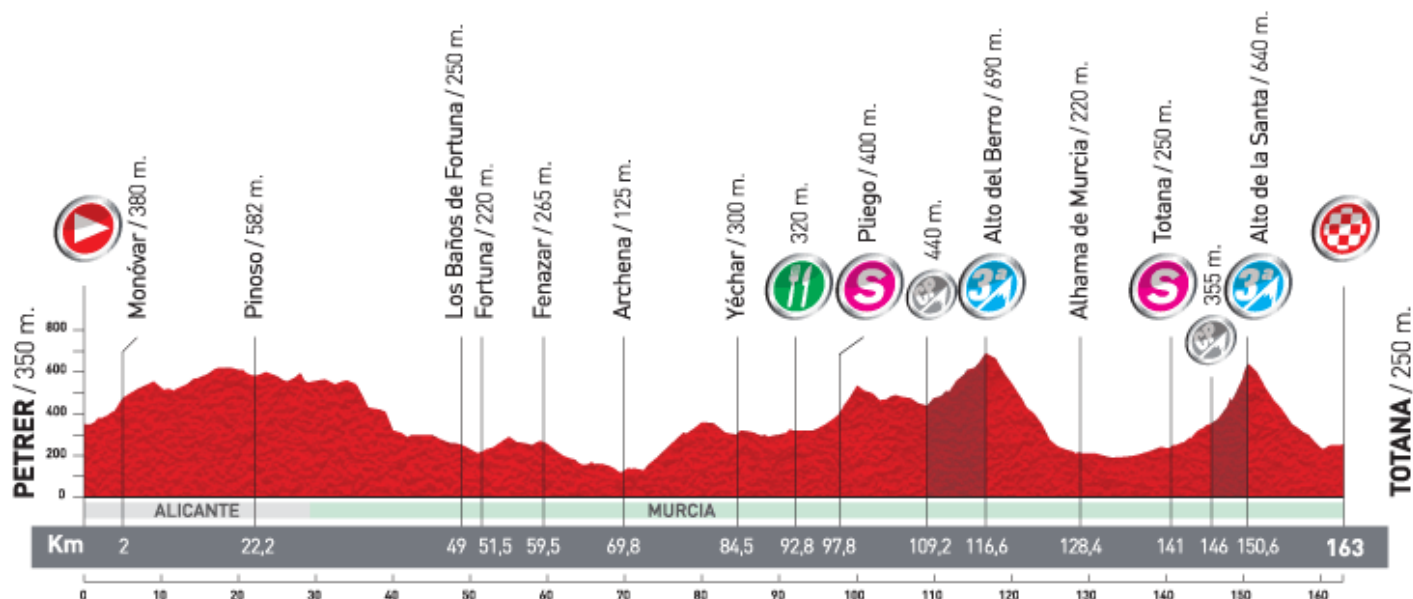 PETRER / 350 m.
Monóvar / 380 m.
Pinoso / 582 m.
Los Baños de Fortuna / 250 m.
Fortuna / 220 m.
Fenazar / 265 m.
Archena / 125 m.
Yéchar / 300 m.
320 m.
Pliego / 400 m.
S
440 m.
CP
Alto del Berro / 690 m.
3ª
Alhama de Murcia / 220 m.
Totana / 250 m.
S
355 m.
CP
Alto de la Santa / 640 m.
3ª
TOTANA / 250 m.
800
600
400
200
0
ALICANTE MURCIA
Km 2 22,2 49 51,5 59,5 69,8 84,5 92,8 97,8 109,2 116,6 128,4 141 146 150,6 163
0 10 20 30 40 50 60 70 80 90 100 110 120 130 140 150 160